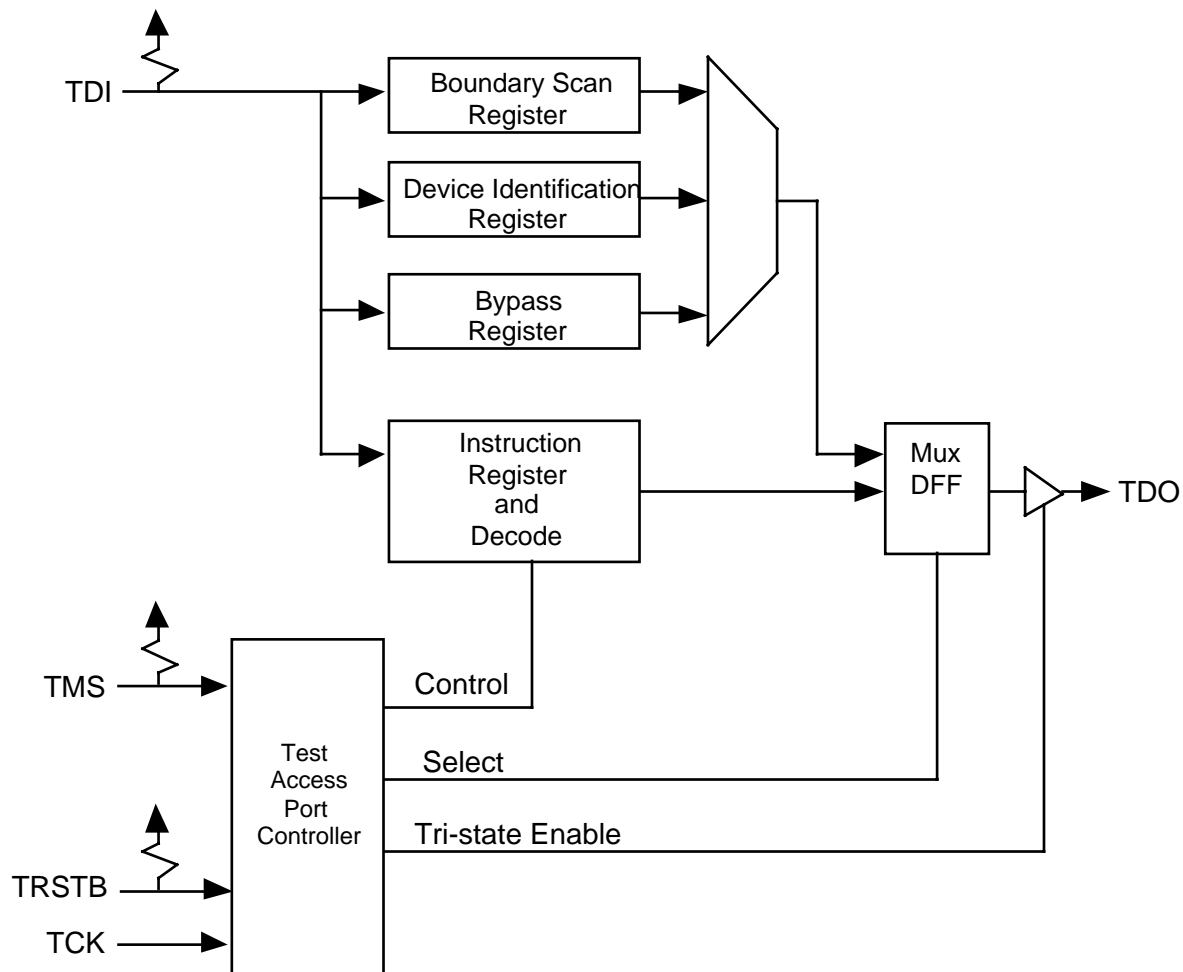 TDI
Boundary Scan
Register
Device Identification
Register
Bypass
Register
Instruction
Register
and
Decode
Mux
DFF
TDO
TMS
Control
Test
Access
Port
Controller
Select
Tri-state Enable
TRSTB
TCK